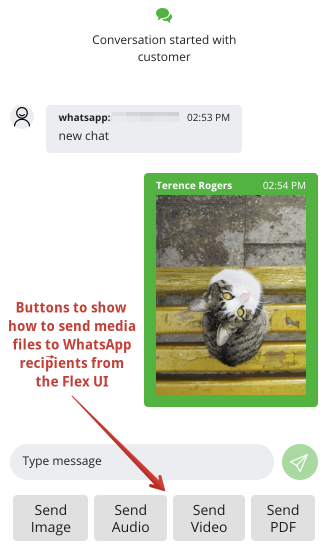 Conversation started with
customer
whatsapp: 02:53 PM
new chat
Terence Rogers 02:54 PM
Buttons to show
how to send media
files to WhatsApp
recipients from
the Flex UI
Type message
Send Image
Send Audio
Send Video
Send PDF